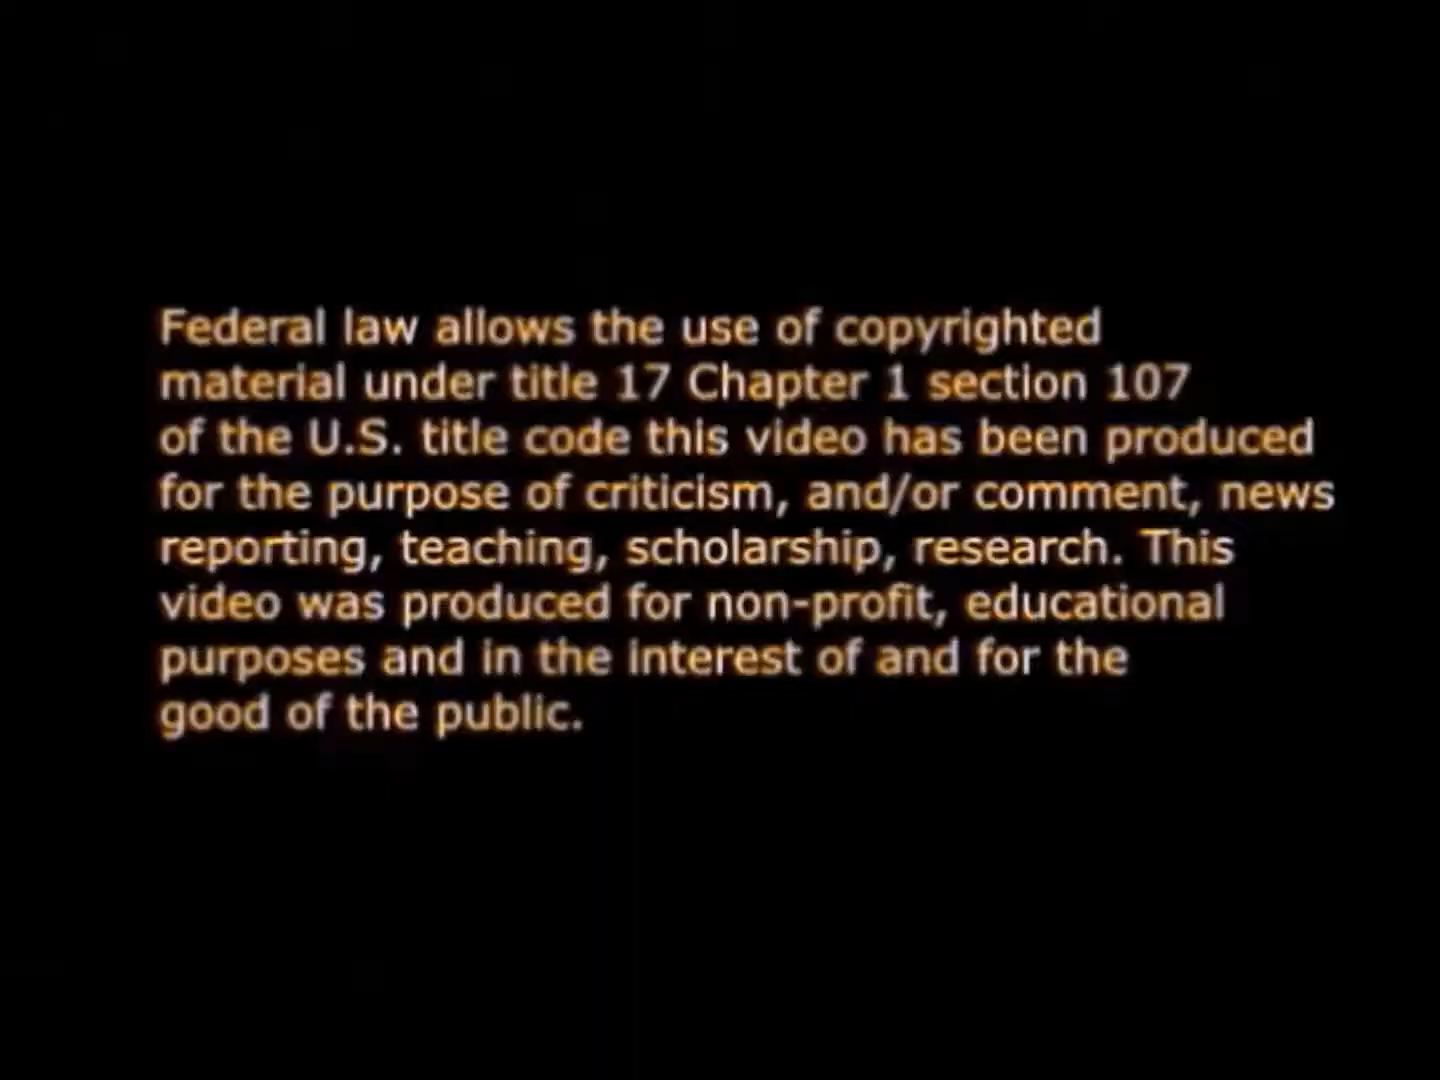 Federal law allows the use of copyrighted
material under title 17 Chapter 1 section 107
of the U.S. title code this video has been produced
for the purpose of criticism, and/or comment, news
reporting, teaching, scholarship, research. This
video was produced for non-profit, educational
purposes and in the interest of and for the
good of the public.